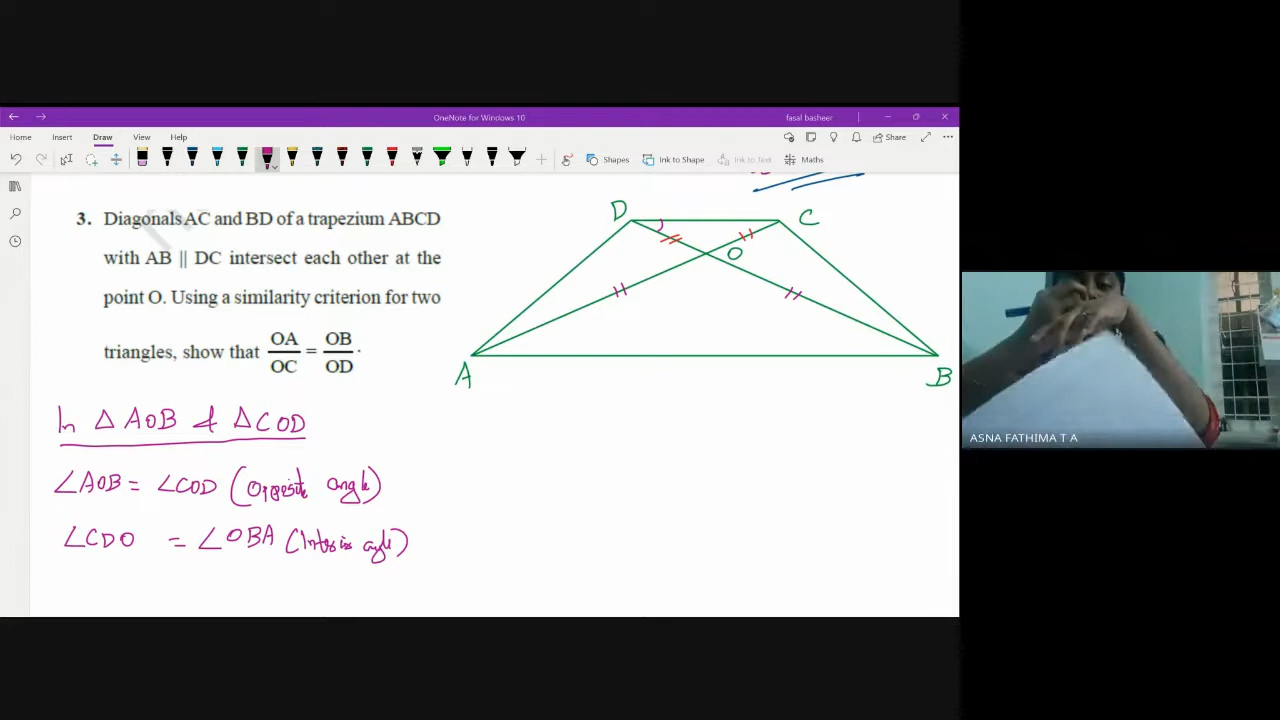 OneNote for Windows 10
fasal basheer
Home Insert Draw View Help
Share
Shapes Ink to Shape Ink to Text Maths
3. Diagonals AC and BD of a trapezium ABCD
with AB || DC intersect each other at the
point O. Using a similarity criterion for two
triangles, show that OA/OC = OB/OD.
D C
O
A B
In △ AOB & △ COD
∠AOB = ∠COD (Opposite angle)
∠CDO = ∠OBA (Interior angle)
ASNA FATHIMA T A